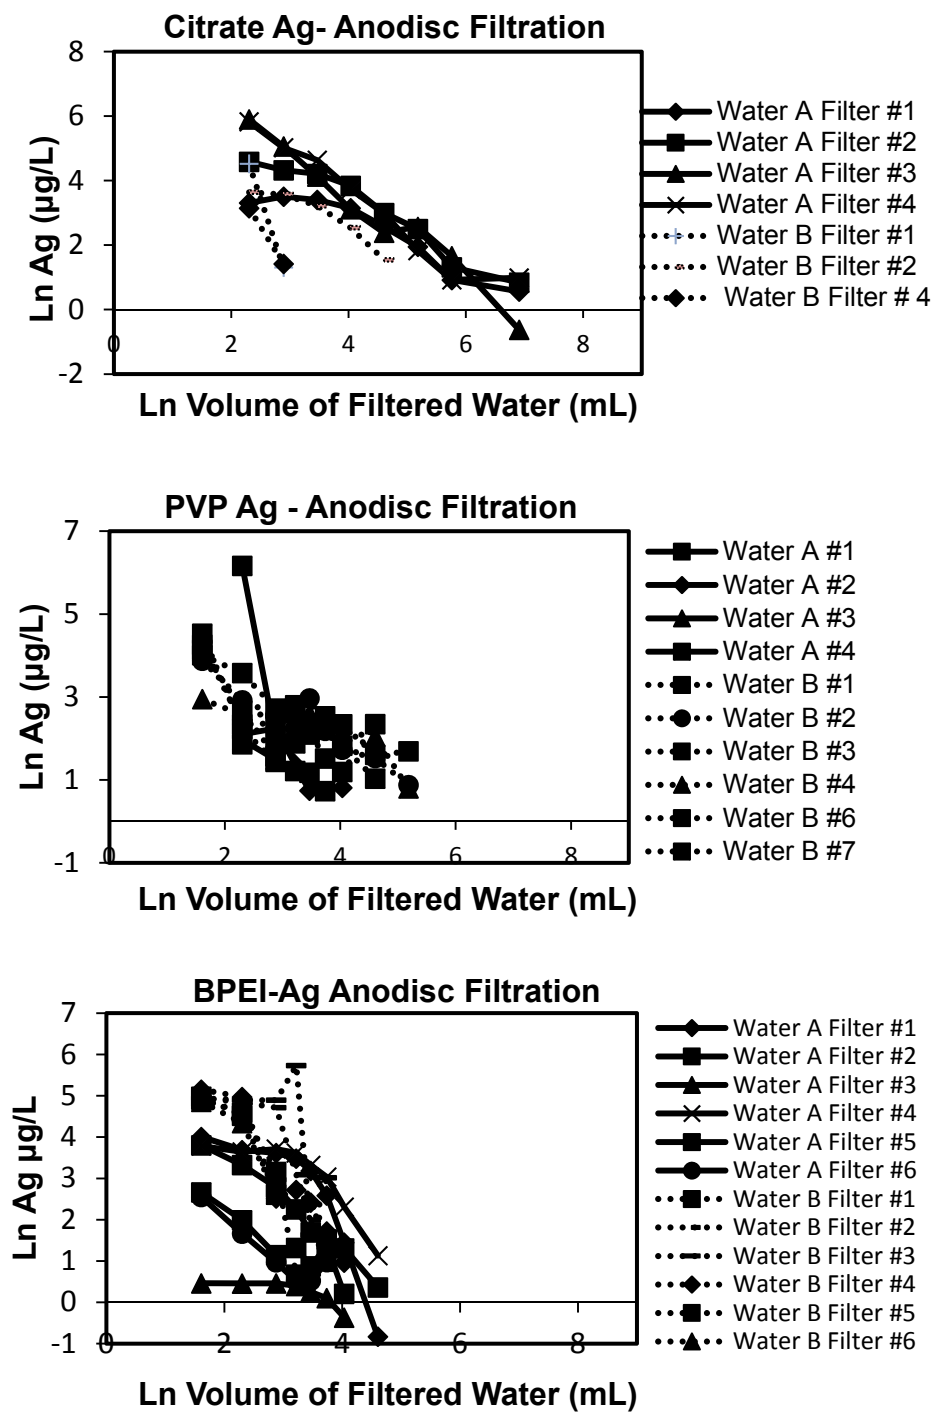 Citrate Ag- Anodisc Filtration
8
6
4
2
0
-2
0
2
4
6
8
Ln Ag (µg/L)
Ln Volume of Filtered Water (mL)
Water A Filter #1
Water A Filter #2
Water A Filter #3
Water A Filter #4
Water B Filter #1
Water B Filter #2
Water B Filter # 4
PVP Ag - Anodisc Filtration
7
5
3
1
-1
0
2
4
6
8
Ln Ag (µg/L)
Ln Volume of Filtered Water (mL)
Water A #1
Water A #2
Water A #3
Water A #4
Water B #1
Water B #2
Water B #3
Water B #4
Water B #6
Water B #7
BPEI-Ag Anodisc Filtration
7
6
5
4
3
2
1
0
-1
0
2
4
6
8
Ln Ag µg/L
Ln Volume of Filtered Water (mL)
Water A Filter #1
Water A Filter #2
Water A Filter #3
Water A Filter #4
Water A Filter #5
Water A Filter #6
Water B Filter #1
Water B Filter #2
Water B Filter #3
Water B Filter #4
Water B Filter #5
Water B Filter #6